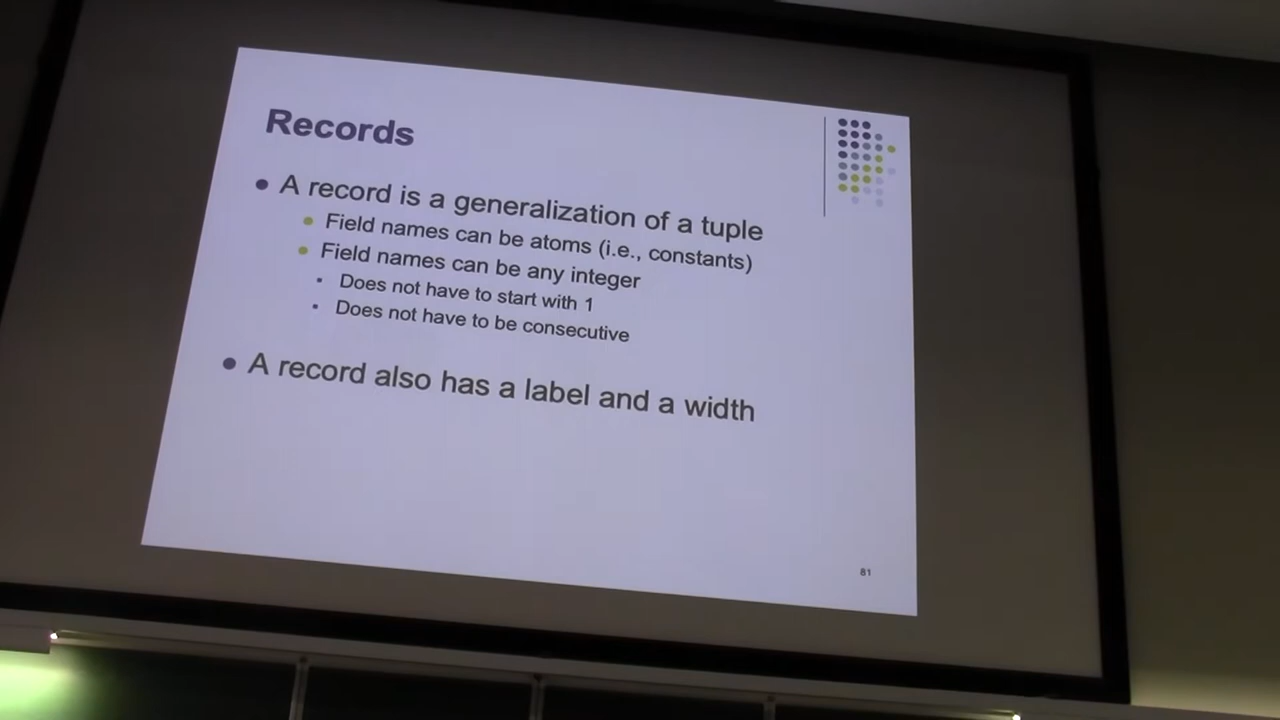 Records
A record is a generalization of a tuple
Field names can be atoms (i.e., constants)
Field names can be any integer
Does not have to start with 1
Does not have to be consecutive
A record also has a label and a width
81